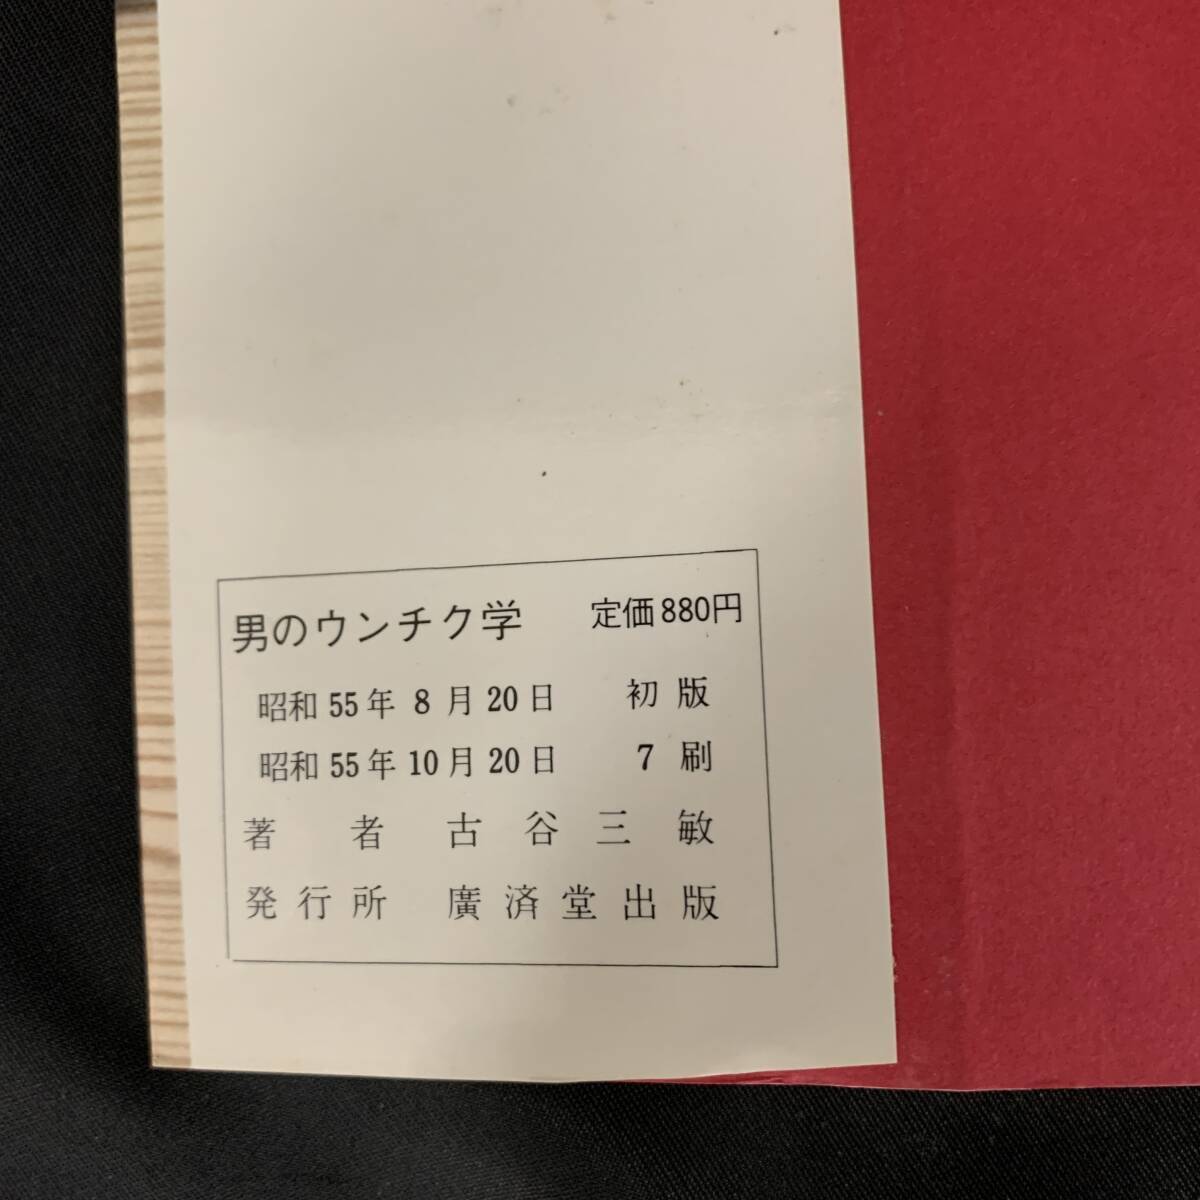 男のウンチク学 定価880円
昭和55年8月20日 初版
昭和55年10月20日 7刷
著者 古谷三敏
発行所 廣済堂出版